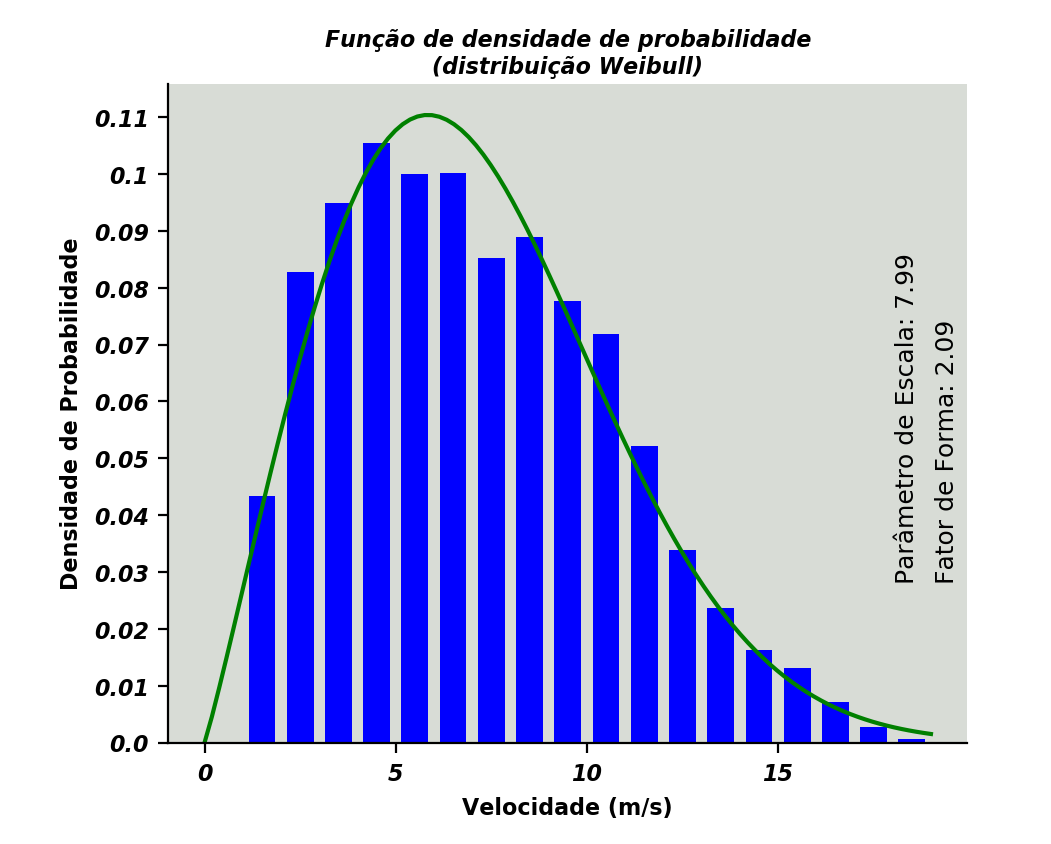 Função de densidade de probabilidade
(distribuição Weibull)
Densidade de Probabilidade
0.11
0.1
0.09
0.08
0.07
0.06
0.05
0.04
0.03
0.02
0.01
0.0
Parâmetro de Escala: 7.99
Fator de Forma: 2.09
0
5
10
15
Velocidade (m/s)